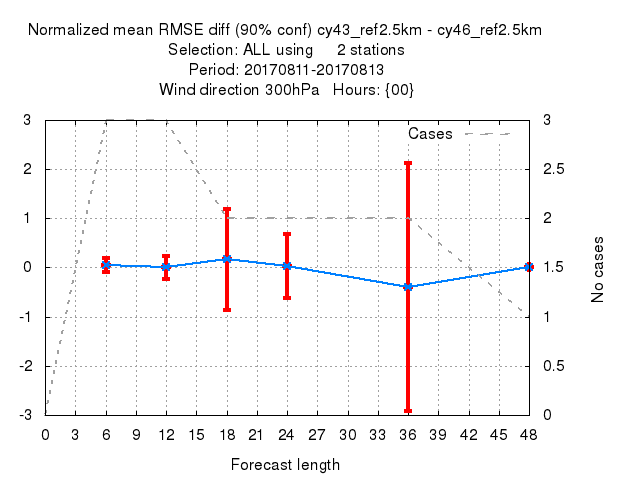 Normalized mean RMSE diff (90% conf) cy43_ref2.5km - cy46_ref2.5km
Selection: ALL using 2 stations
Period: 20170811-20170813
Wind direction 300hPa Hours: {00}
Cases
3 3
2 2.5
1 2
0 1.5
-1 1
-2 0.5
-3 0
No cases
0 3 6 9 12 15 18 21 24 27 30 33 36 39 42 45 48
Forecast length